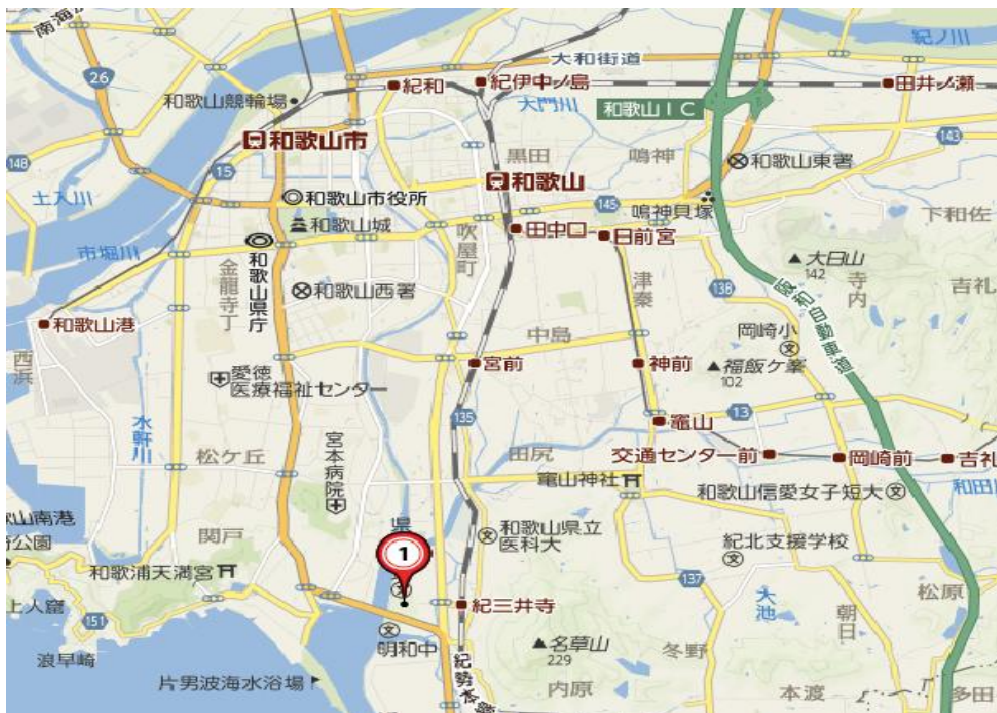 南海
26
紀ノ川
大和街道
紀和
紀伊中ノ島
田井ノ瀬
和歌山競輪場
大門川
和歌山IC
和歌山市
143
148
15
黒田
鳴神
和歌山東署
土入川
和歌山
和歌山市役所
145
鳴神貝塚
下和佐
和歌山城
市堀川
吹屋町
田中口
日前宮
金龍寺丁
和歌山県庁
大日山
142
寺内
和歌山西署
津秦
138
阪和自動車道
吉礼
和歌山港
中島
岡崎小
西浜
宮前
神前
福飯ケ峯
102
愛徳
医療福祉センター
水軒川
135
13
竈山
松ケ丘
宮本病院
田尻
交通センター前
岡崎前
吉礼
竈山神社
和歌山信愛女子短大
和田川
歌山南港
公園
関戸
県
和歌山県立
医科大
紀北支援学校
1
和歌浦天満宮
137
大池
松原
上人窟
151
紀三井寺
朝日
明和中
名草山
229
冬野
浪早崎
紀勢本線
片男波海水浴場
内原
本渡
多田